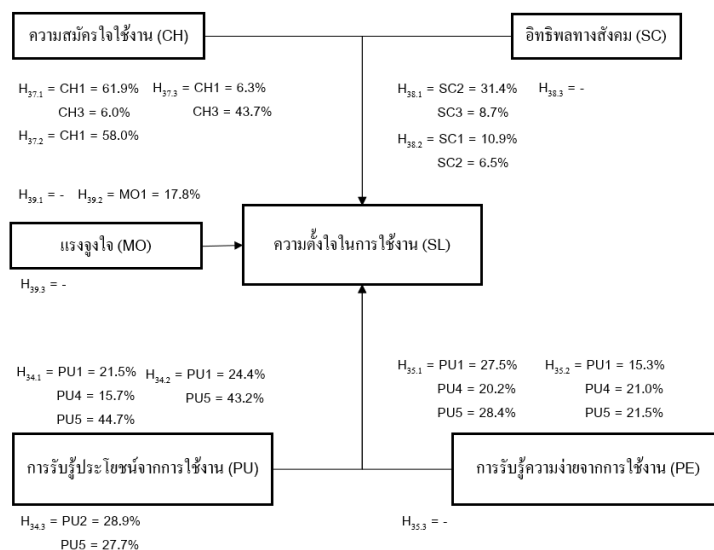 ความสมัครใจใช้งาน (CH)
อิทธิพลทางสังคม (SC)
H37.1 = CH1 = 61.9%
CH3 = 6.0%
H37.2 = CH1 = 58.0%
H37.3 = CH1 = 6.3%
CH3 = 43.7%
H38.1 = SC2 = 31.4%
SC3 = 8.7%
H38.2 = SC1 = 10.9%
SC2 = 6.5%
H38.3 = -
H39.1 = -
H39.2 = MO1 = 17.8%
แรงจูงใจ (MO)
ความตั้งใจในการใช้งาน (SL)
H39.3 = -
H34.1 = PU1 = 21.5%
PU4 = 15.7%
PU5 = 44.7%
H34.2 = PU1 = 24.4%
PU5 = 43.2%
H35.1 = PU1 = 27.5%
PU4 = 20.2%
PU5 = 28.4%
H35.2 = PU1 = 15.3%
PU4 = 21.0%
PU5 = 21.5%
การรับรู้ประโยชน์จากการใช้งาน (PU)
การรับรู้ความง่ายจากการใช้งาน (PE)
H34.3 = PU2 = 28.9%
PU5 = 27.7%
H35.3 = -